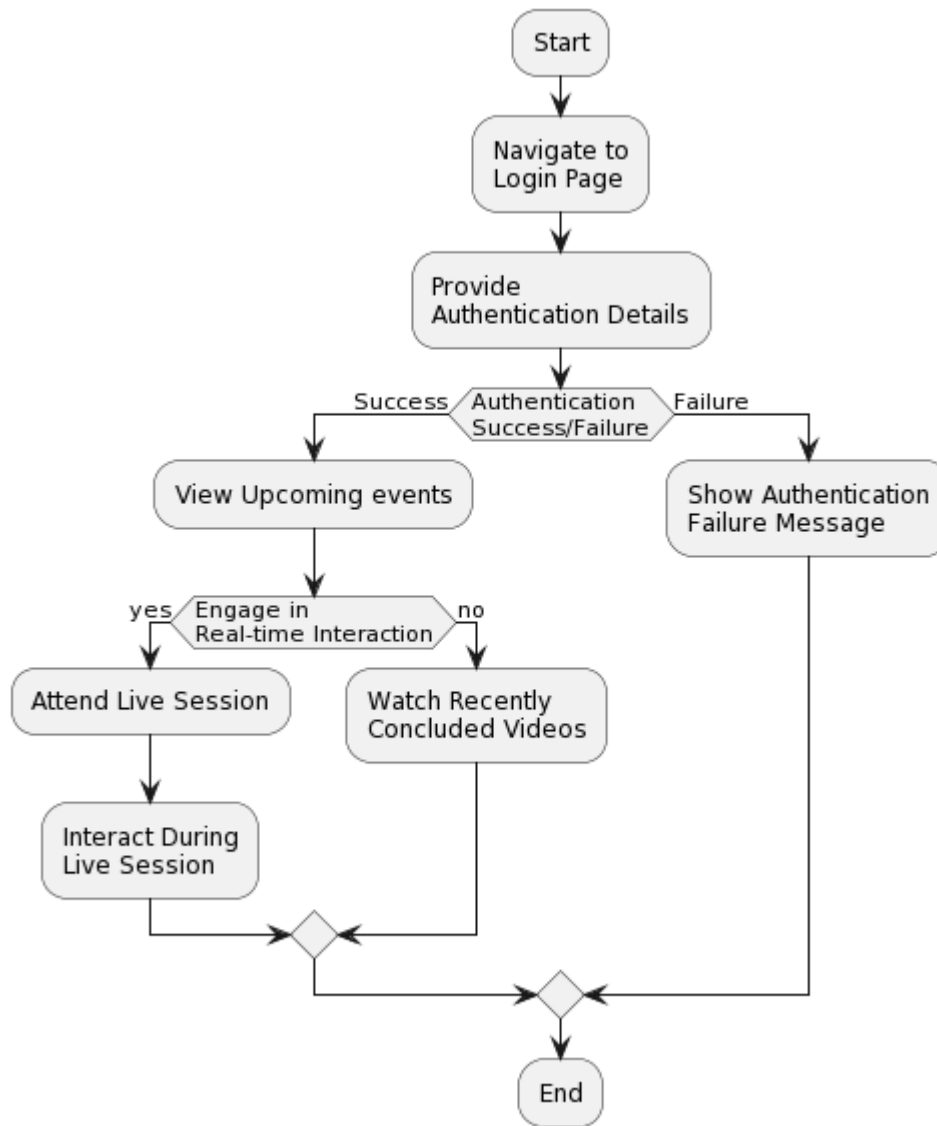 Start
Navigate to
Login Page
Provide
Authentication Details
Success
Authentication
Success/Failure
Failure
View Upcoming events
Show Authentication
Failure Message
yes
Engage in
Real-time Interaction
no
Attend Live Session
Watch Recently
Concluded Videos
Interact During
Live Session
End